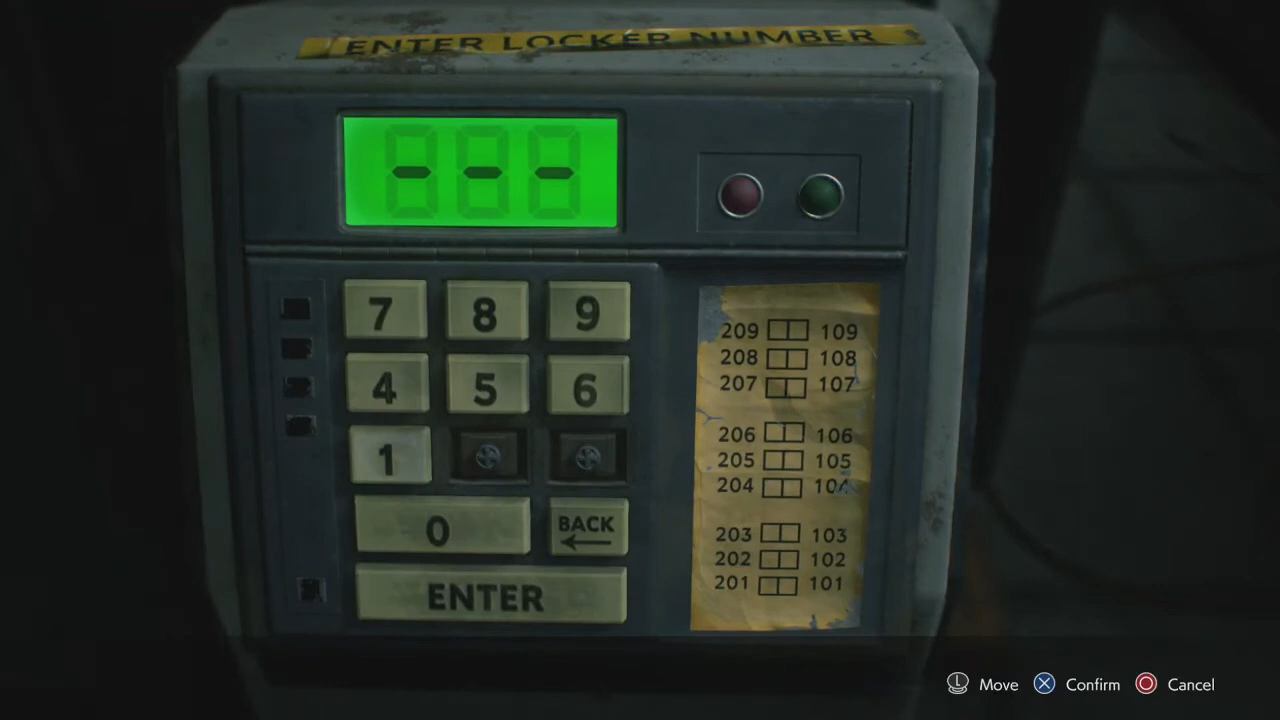 ENTER LOCKER NUMBER
- - -
7 8 9
4 5 6
1
0 BACK
ENTER
209 109
208 108
207 107
206 106
205 105
204 104
203 103
202 102
201 101
L Move Confirm Cancel